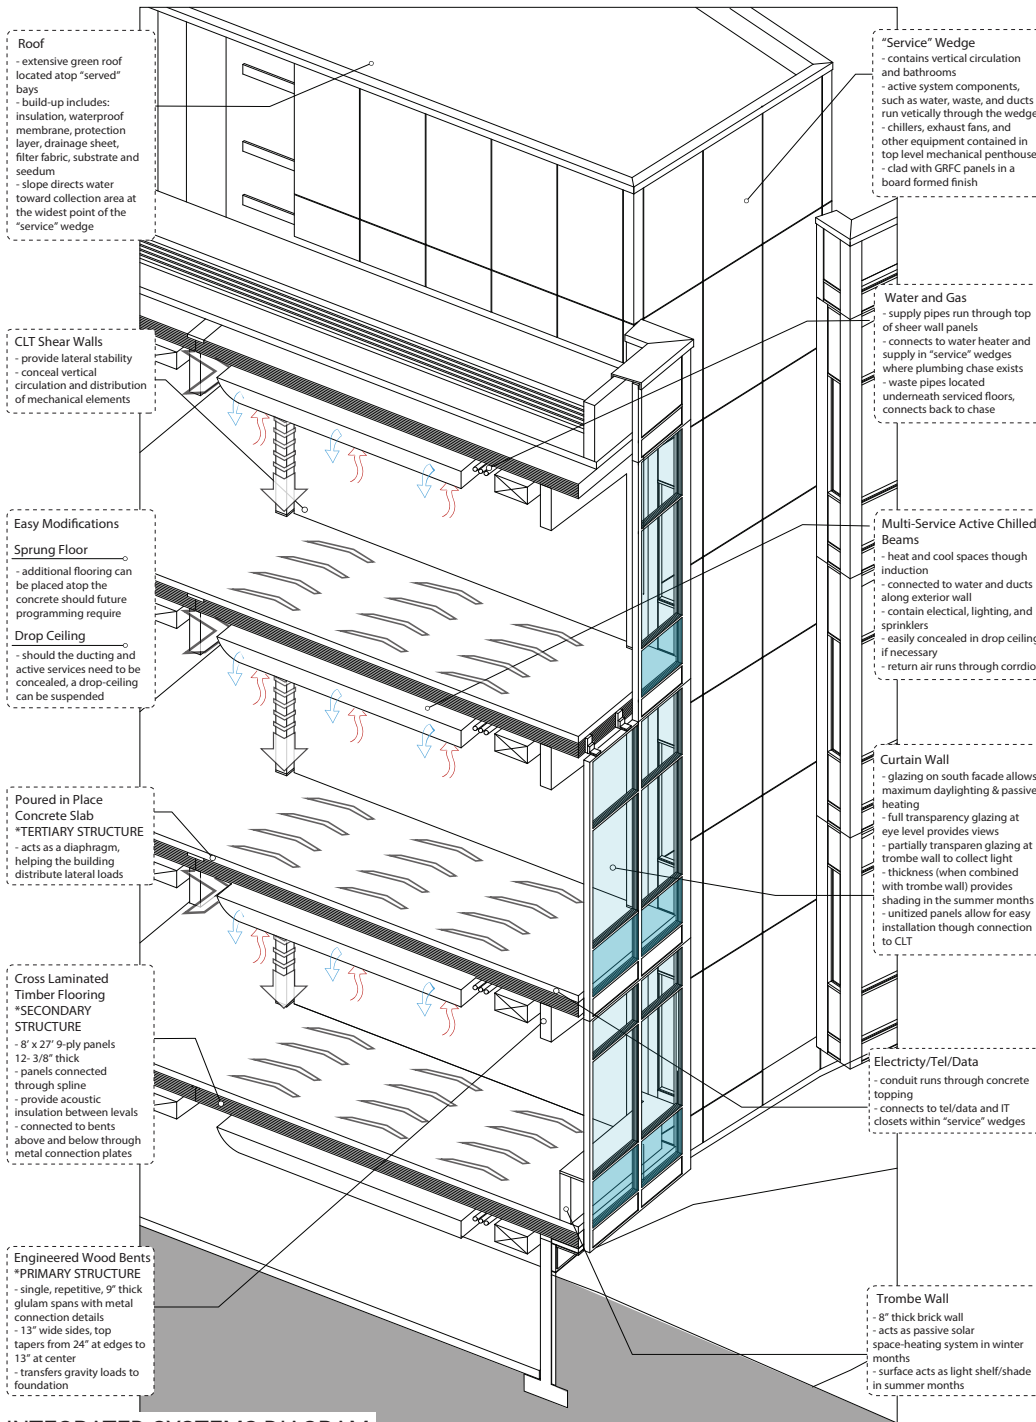 Roof
- extensive green roof
located atop "served"
bays
- build-up includes:
insulation, waterproof
membrane, protection
layer, drainage sheet,
filter fabric, substrate and
seedum
- slope directs water
toward collection area at
the widest point of the
"service" wedge
CLT Shear Walls
- provide lateral stability
- conceal vertical
circulation and distribution
of mechanical elements
Easy Modifications
Sprung Floor
- additional flooring can
be placed atop the
concrete should future
programming require
Drop Ceiling
- should the ducting and
active services need to be
concealed, a drop-ceiling
can be suspended
Poured in Place
Concrete Slab
*TERTIARY STRUCTURE
- acts as a diaphragm,
helping the building
distribute lateral loads
Cross Laminated
Timber Flooring
*SECONDARY
STRUCTURE
- 8' x 27' 9-ply panels
12- 3/8" thick
- panels connected
through spline
- provide acoustic
insulation between levals
- connected to bents
above and below through
metal connection plates
Engineered Wood Bents
*PRIMARY STRUCTURE
- single, repetitive, 9" thick
glulam spans with metal
connection details
- 13" wide sides, top
tapers from 24" at edges to
13" at center
- transfers gravity loads to
foundation
"Service" Wedge
- contains vertical circulation
and bathrooms
- active system components,
such as water, waste, and ducts
run vetically through the wedge
- chillers, exhaust fans, and
other equipment contained in
top level mechanical penthouse
- clad with GRFC panels in a
board formed finish
Water and Gas
- supply pipes run through top
of sheer wall panels
- connects to water heater and
supply in "service" wedges
where plumbing chase exists
- waste pipes located
underneath serviced floors,
connects back to chase
Multi-Service Active Chilled
Beams
- heat and cool spaces though
induction
- connected to water and ducts
along exterior wall
- contain electical, lighting, and
sprinklers
- easily concealed in drop ceiling
if necessary
- return air runs through corrdio
Curtain Wall
- glazing on south facade allows
maximum daylighting & passive
heating
- full transparency glazing at
eye level provides views
- partially transparen glazing at
trombe wall to collect light
- thickness (when combined
with trombe wall) provides
shading in the summer months
- unitized panels allow for easy
installation though connection
to CLT
Electricty/Tel/Data
- conduit runs through concrete
topping
- connects to tel/data and IT
closets within "service" wedges
Trombe Wall
- 8" thick brick wall
- acts as passive solar
space-heating system in winter
months
- surface acts as light shelf/shade
in summer months
INTEGRATED SYSTEMS DIAGRAM